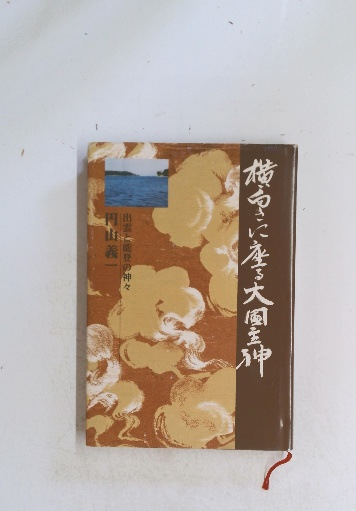 横向きに座る大国主神
出雲と能登の神々
円山義一